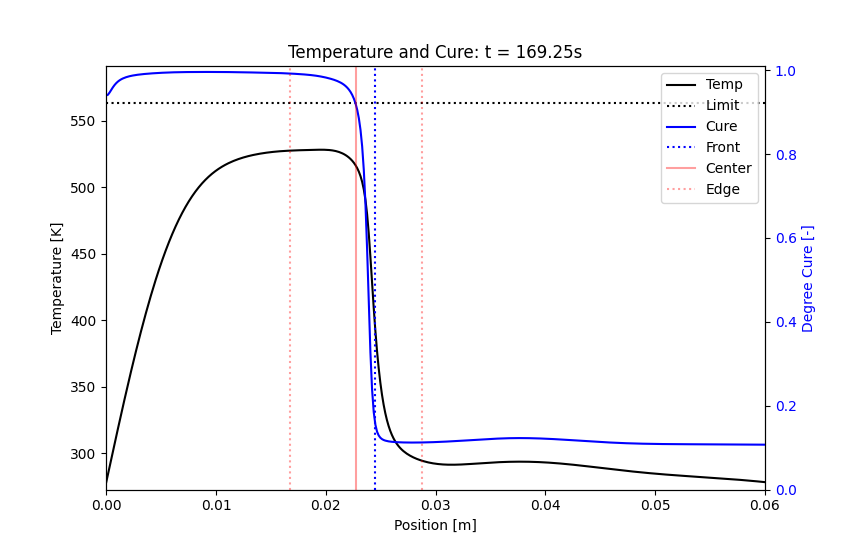 Temperature and Cure: t = 169.25s
Temp
Limit
Cure
Front
Center
Edge
Temperature [K]
550
500
450
400
350
300
Degree Cure [-]
1.0
0.8
0.6
0.4
0.2
0.0
0.00 0.01 0.02 0.03 0.04 0.05 0.06
Position [m]